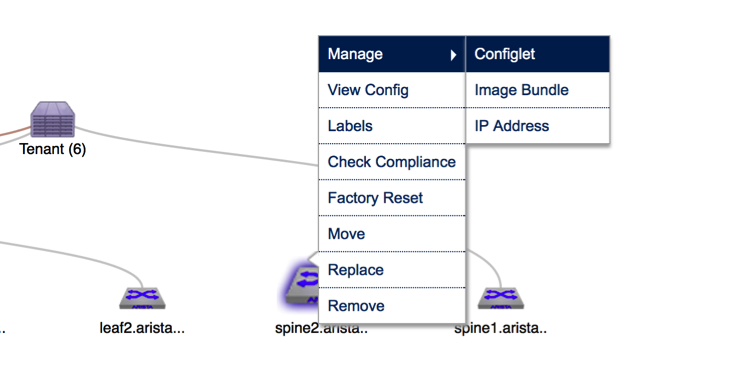 Manage
Configlet
View Config
Image Bundle
Labels
IP Address
Tenant (6)
Check Compliance
Factory Reset
Move
Replace
Remove
..
leaf2.arista...
spine2.arista..
spine1.arista..